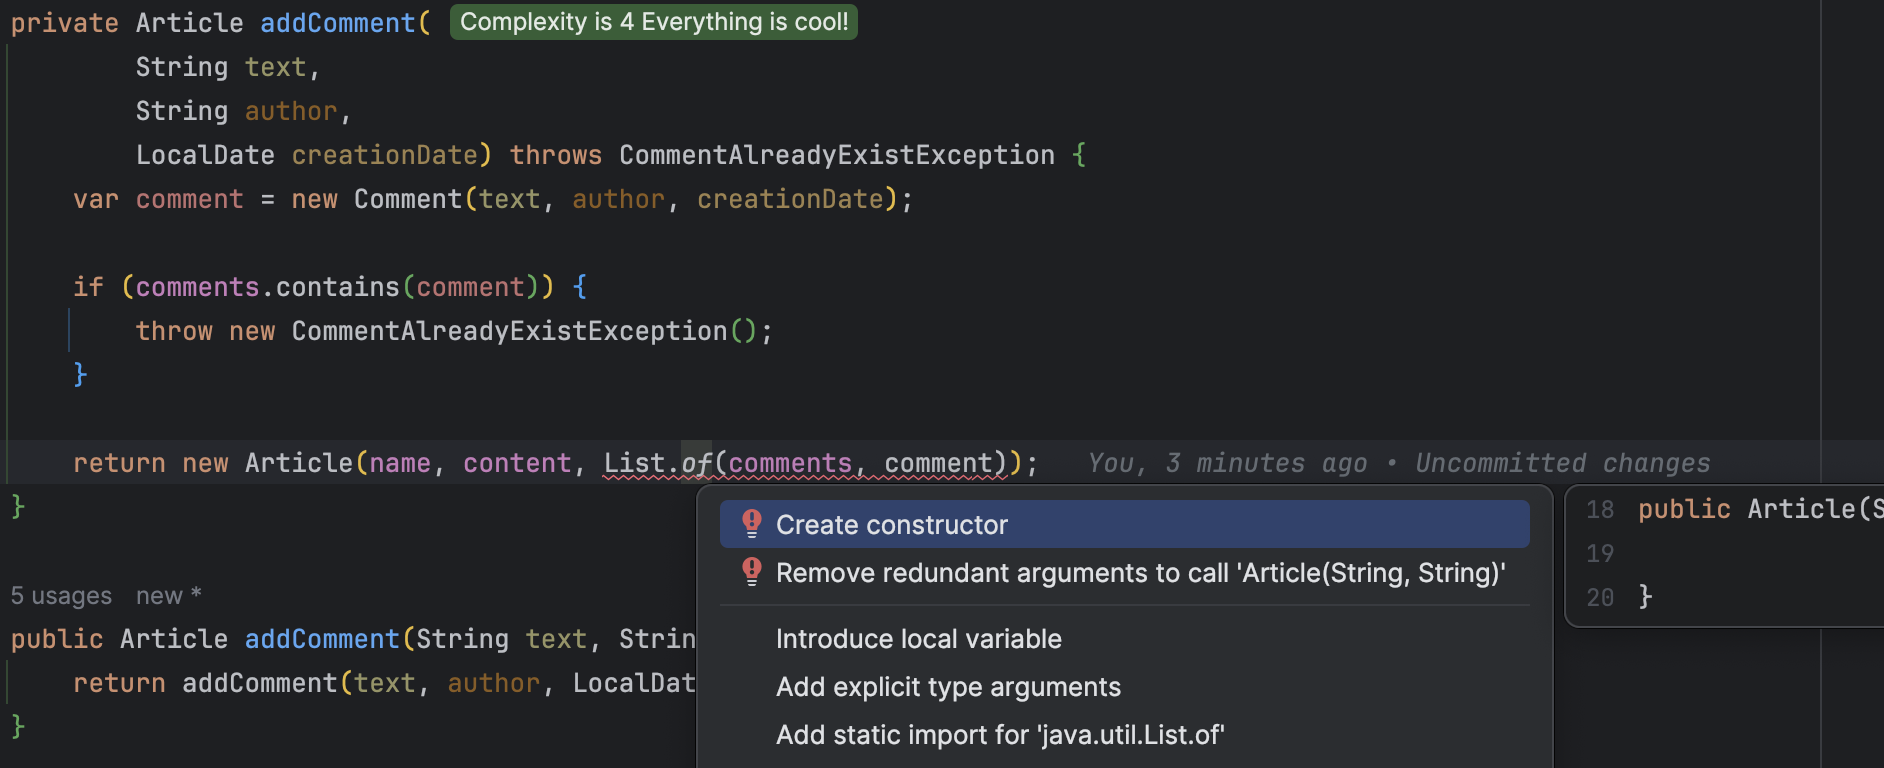 private Article addComment( Complexity is 4 Everything is cool!
String text,
String author,
LocalDate creationDate) throws CommentAlreadyExistException {
var comment = new Comment(text, author, creationDate);
if (comments.contains(comment)) {
throw new CommentAlreadyExistException();
}
return new Article(name, content, List.of(comments, comment)); You, 3 minutes ago • Uncommitted changes
}
Create constructor
Remove redundant arguments to call 'Article(String, String)'
Introduce local variable
Add explicit type arguments
Add static import for 'java.util.List.of'
18 public Article(S
19
20 }
5 usages new *
public Article addComment(String text, Strin
return addComment(text, author, LocalDat
}